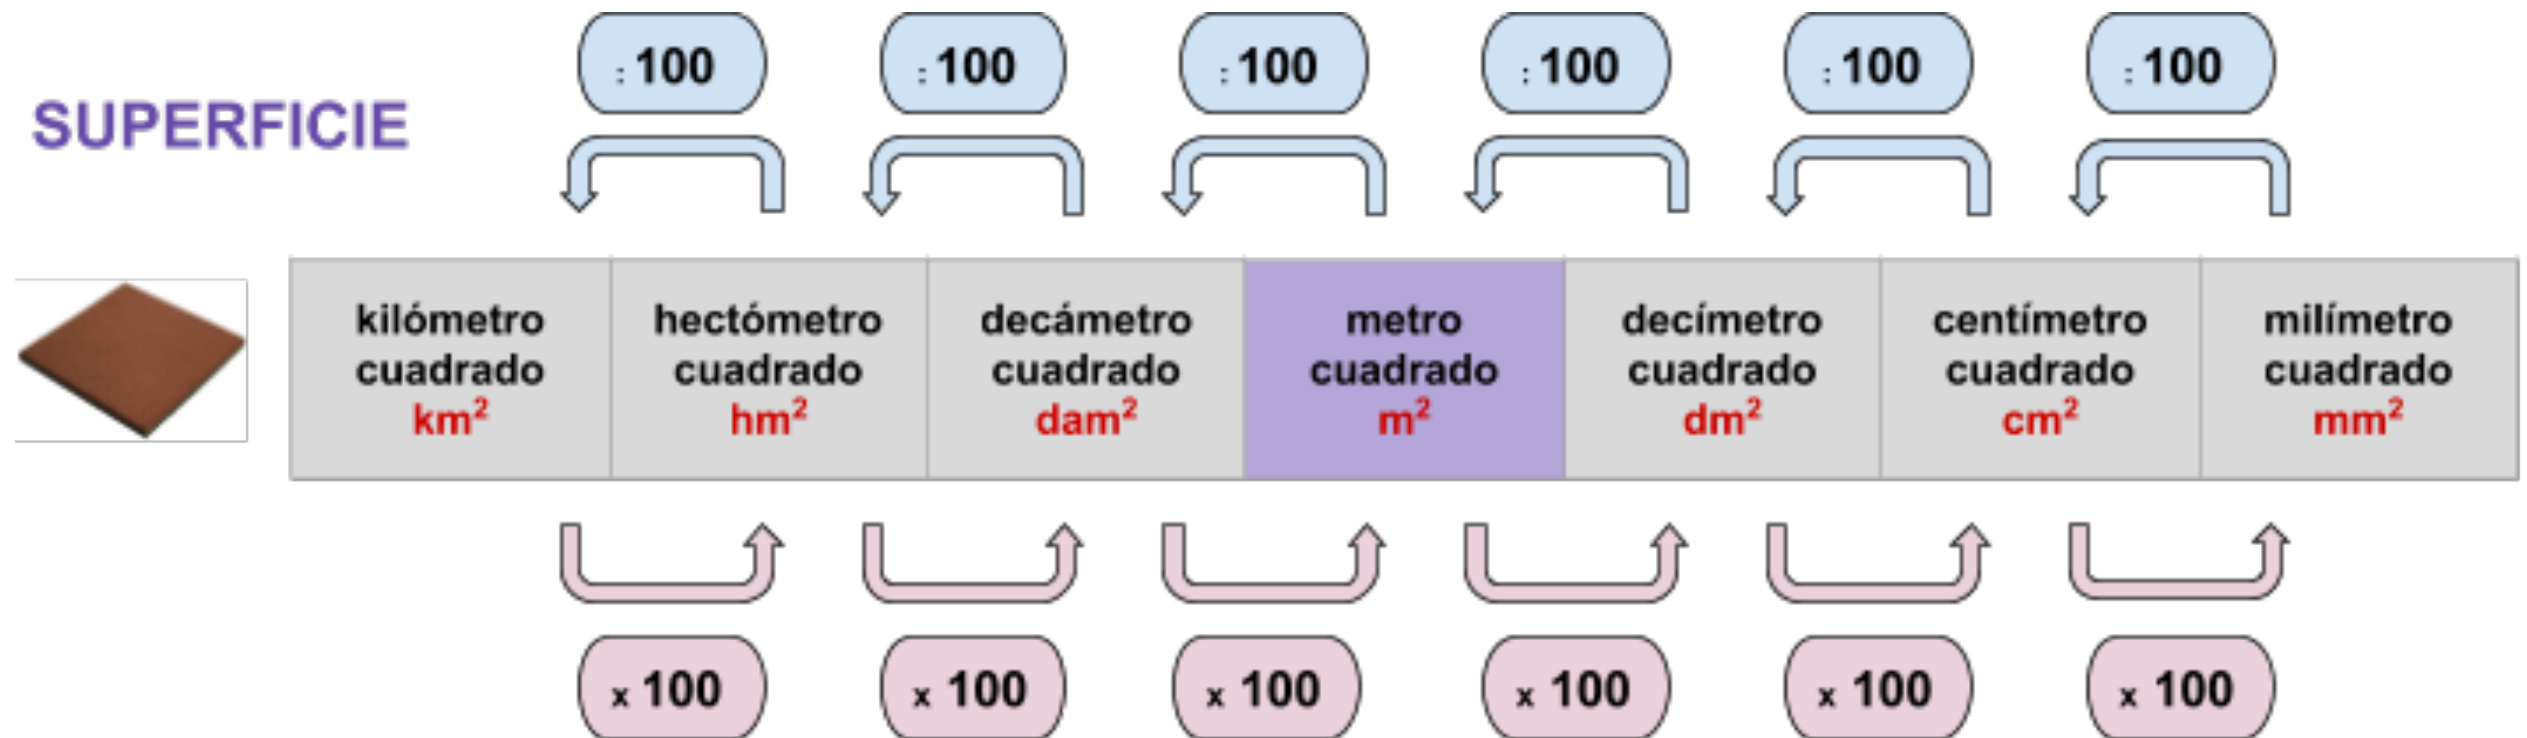 : 100 : 100 : 100 : 100 : 100 : 100
SUPERFICIE
kilómetro cuadrado km²
hectómetro cuadrado hm²
decámetro cuadrado dam²
metro cuadrado m²
decímetro cuadrado dm²
centímetro cuadrado cm²
milímetro cuadrado mm²
x 100 x 100 x 100 x 100 x 100 x 100